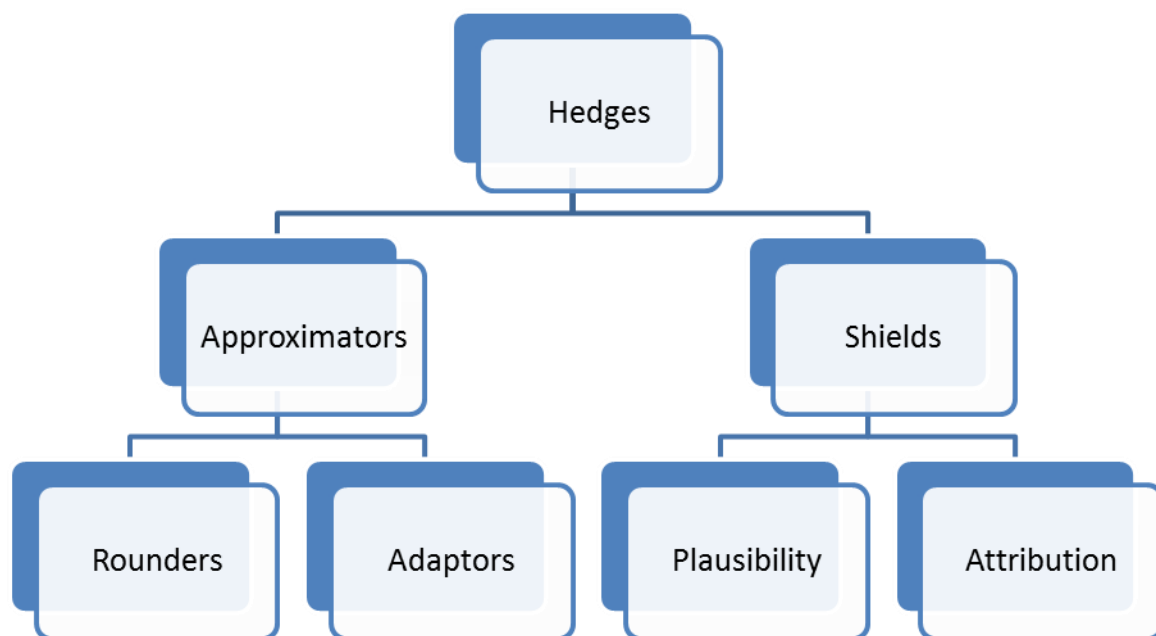 Hedges
Approximators
Shields
Rounders
Adaptors
Plausibility
Attribution